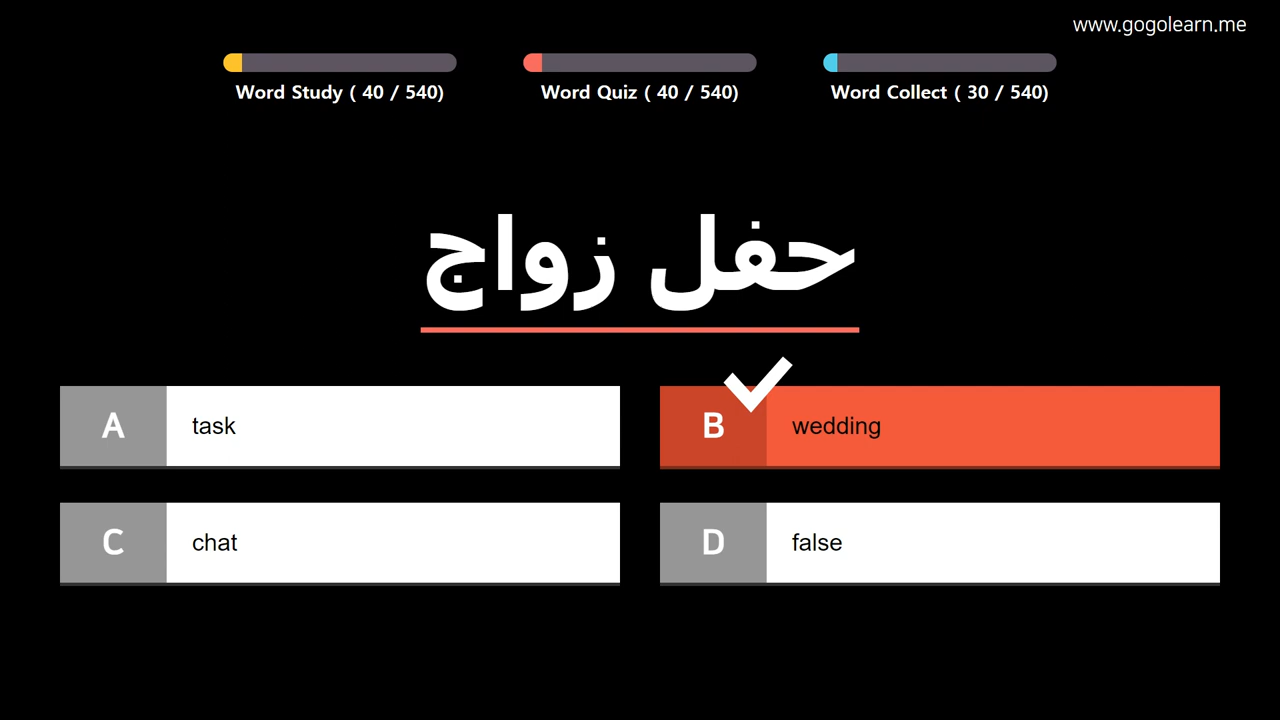 www.gogolearn.me
Word Study ( 40 / 540)
Word Quiz ( 40 / 540)
Word Collect ( 30 / 540)
حفل زواج
A task
B wedding
C chat
D false